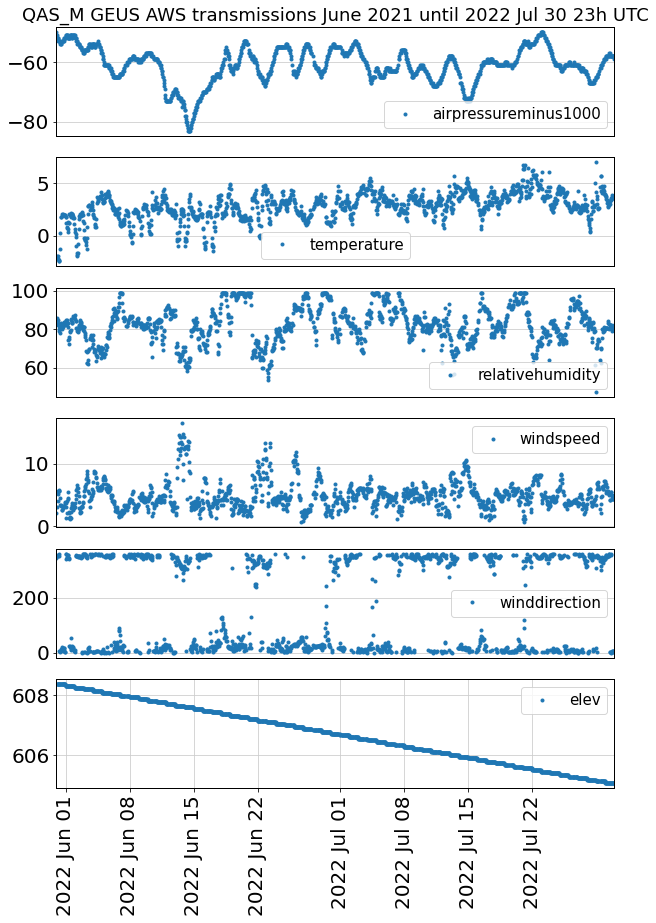 QAS_M GEUS AWS transmissions June 2021 until 2022 Jul 30 23h UTC
−60
−80
airpressureminus1000
5
0
temperature
100
80
60
relativehumidity
10
0
windspeed
200
0
winddirection
608
606
elev
2022 Jun 01
2022 Jun 08
2022 Jun 15
2022 Jun 22
2022 Jul 01
2022 Jul 08
2022 Jul 15
2022 Jul 22